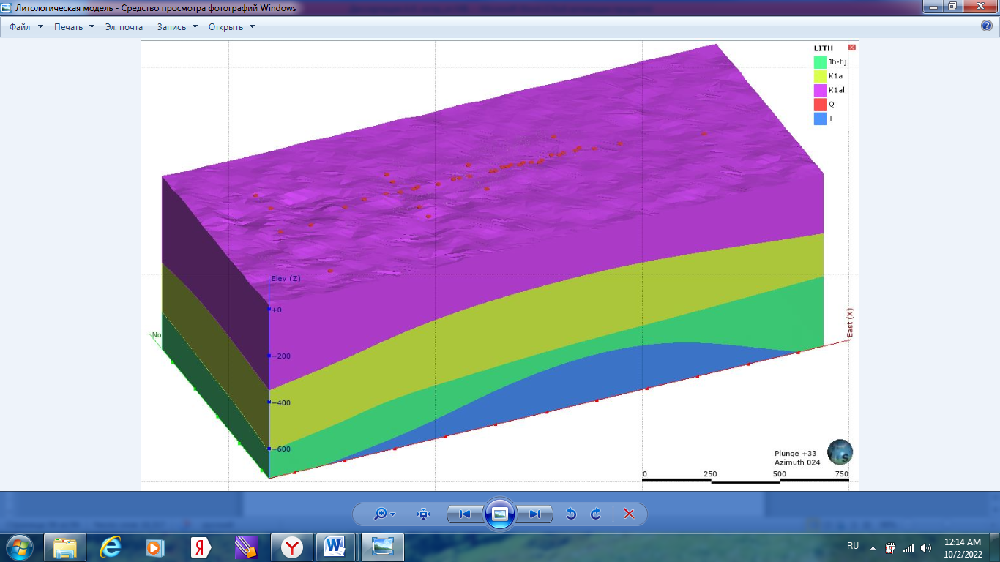 Литологическая модель - Средство просмотра фотографий Windows
Файл Печать Эл. почта Запись Открыть
LITH
Jb-bj
K1a
K1al
Q
T
Elev (Z)
+0
−200
−400
−600
No
East (X)
Plunge +33
Azimuth 024
0 250 500 750
RU
12:14 AM
10/2/2022